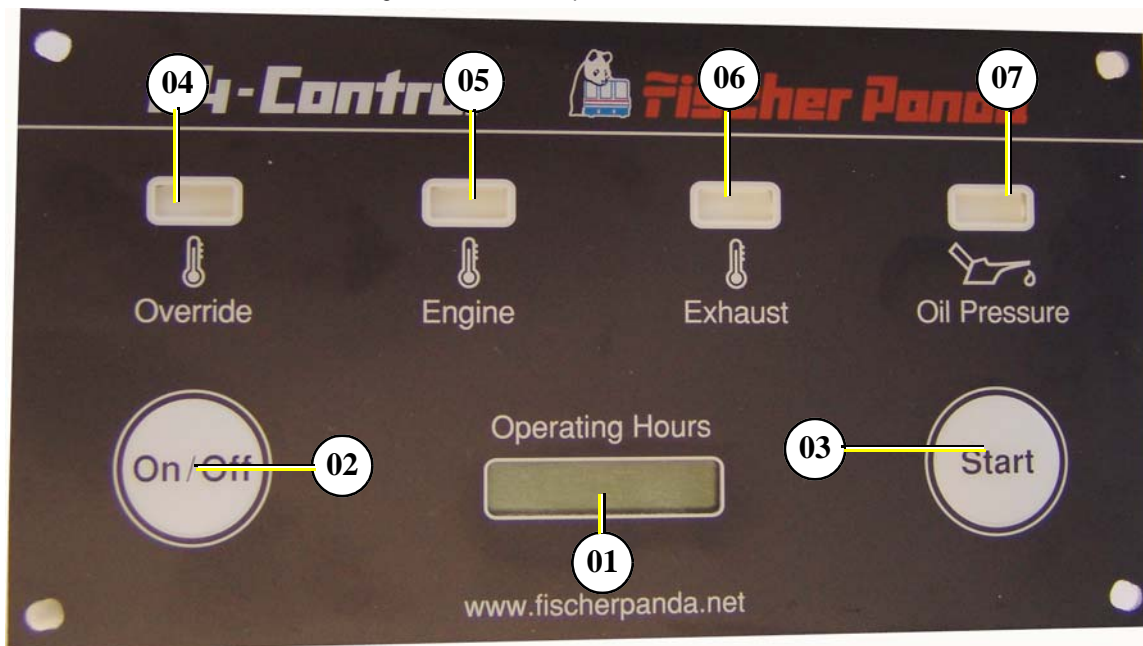 04 05 06 07
Fischer Panda
Override Engine Exhaust Oil Pressure
On/Off 02 Operating Hours 03 Start
01
www.fischerpanda.net